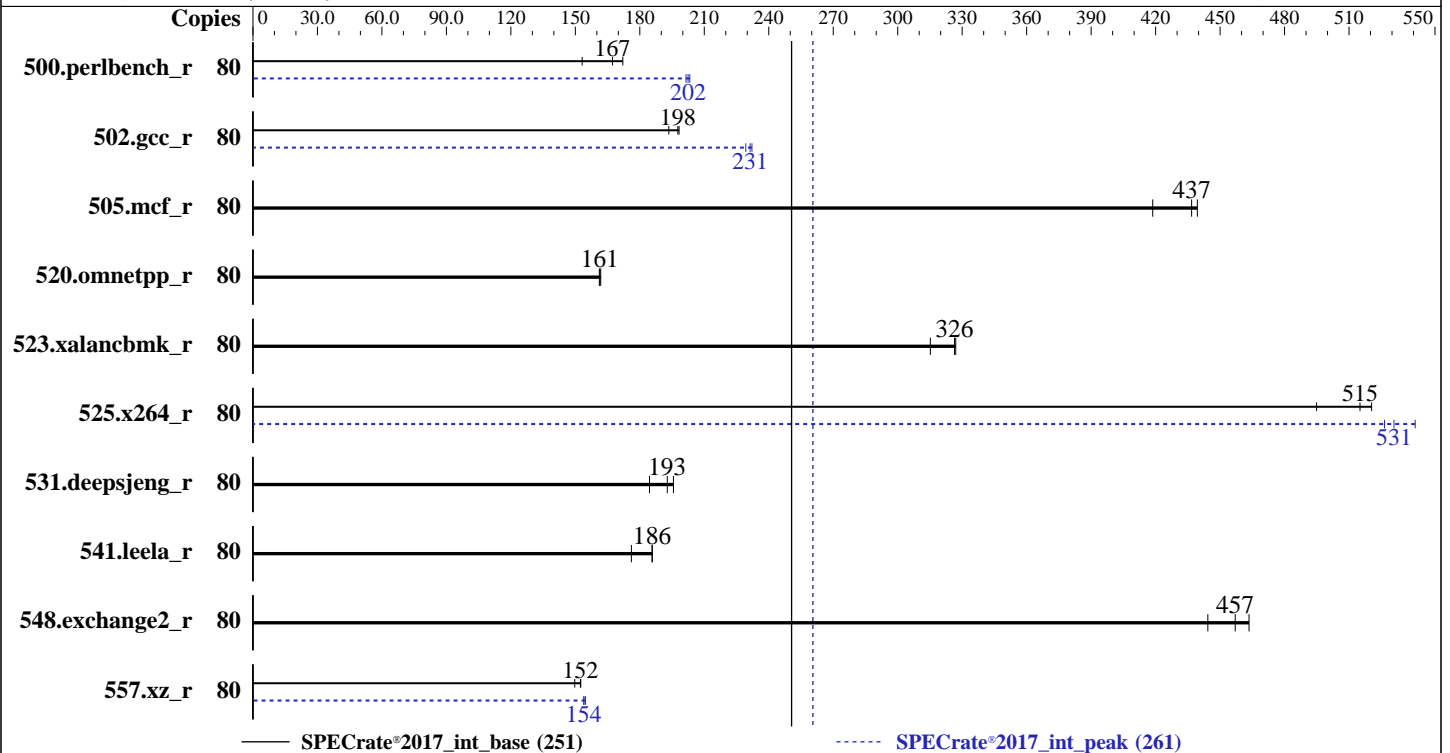 Copies 0 30.0 60.0 90.0 120 150 180 210 240 270 300 330 360 390 420 450 480 510 550
167
500.perlbench_r 80
202
198
502.gcc_r 80
231
437
505.mcf_r 80
161
520.omnetpp_r 80
326
523.xalancbmk_r 80
515
525.x264_r 80
531
193
531.deepsjeng_r 80
186
541.leela_r 80
457
548.exchange2_r 80
152
557.xz_r 80
154
SPECrate®2017_int_base (251) SPECrate®2017_int_peak (261)